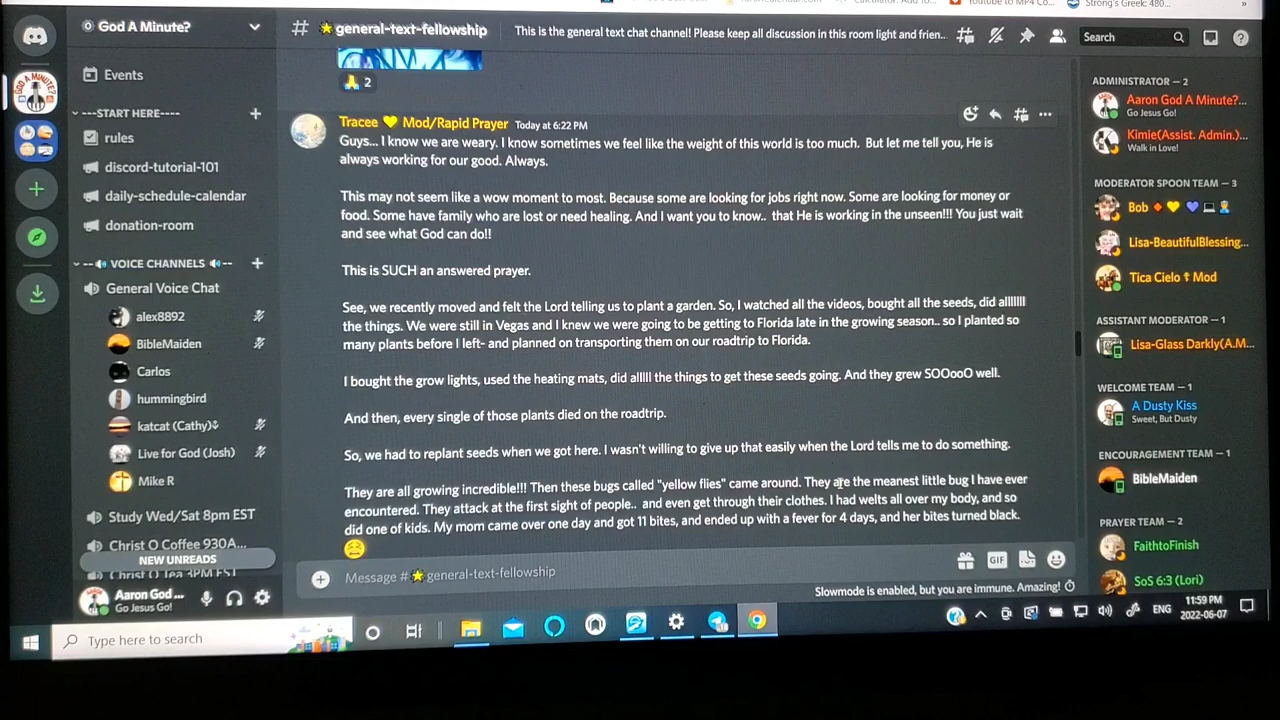 Youtube to MP4 Co...
Strong's Greek: 480...
»
God A Minute?
# 🌟general-text-fellowship
This is the general text chat channel! Please keep all discussion in this room light and frien...
Search
Events
🙏 2
---START HERE----
rules
discord-tutorial-101
daily-schedule-calendar
donation-room
--🔊 VOICE CHANNELS 🔊--
General Voice Chat
alex8892
BibleMaiden
Carlos
hummingbird
katcat (Cathy)
Live for God (Josh)
Mike R
Study Wed/Sat 8pm EST
Christ O Coffee 930A...
NEW UNREADS
Christ O Tea 3PM EST
Aaron God ...
Go Jesus Go!
Tracee 💛 Mod/Rapid Prayer Today at 6:22 PM
Guys... I know we are weary. I know sometimes we feel like the weight of this world is too much. But let me tell you, He is
always working for our good. Always.
This may not seem like a wow moment to most. Because some are looking for jobs right now. Some are looking for money or
food. Some have family who are lost or need healing. And I want you to know.. that He is working in the unseen!!! You just wait
and see what God can do!!
This is SUCH an answered prayer.
See, we recently moved and felt the Lord telling us to plant a garden. So, I watched all the videos, bought all the seeds, did alllllll
the things. We were still in Vegas and I knew we were going to be getting to Florida late in the growing season.. so I planted so
many plants before I left- and planned on transporting them on our roadtrip to Florida.
I bought the grow lights, used the heating mats, did alllll the things to get these seeds going. And they grew SOOooO well.
And then, every single of those plants died on the roadtrip.
So, we had to replant seeds when we got here. I wasn't willing to give up that easily when the Lord tells me to do something.
They are all growing incredible!!! Then these bugs called "yellow flies" came around. They are the meanest little bug I have ever
encountered. They attack at the first sight of people.. and even get through their clothes. I had welts all over my body, and so
did one of kids. My mom came over one day and got 11 bites, and ended up with a fever for 4 days, and her bites turned black.
😣
Message #🌟general-text-fellowship
GIF
Slowmode is enabled, but you are immune. Amazing!
ADMINISTRATOR – 2
Aaron God A Minute?...
Go Jesus Go!
Kimie(Assist. Admin.)...
Walk in Love!
MODERATOR SPOON TEAM – 3
Bob
Lisa-BeautifulBlessing...
Tica Cielo ✝ Mod
ASSISTANT MODERATOR – 1
Lisa-Glass Darkly(A.M...
WELCOME TEAM – 1
A Dusty Kiss
Sweet, But Dusty
ENCOURAGEMENT TEAM – 1
BibleMaiden
PRAYER TEAM – 2
FaithtoFinish
SoS 6:3 (Lori)
Type here to search
ENG
11:59 PM
2022-06-07